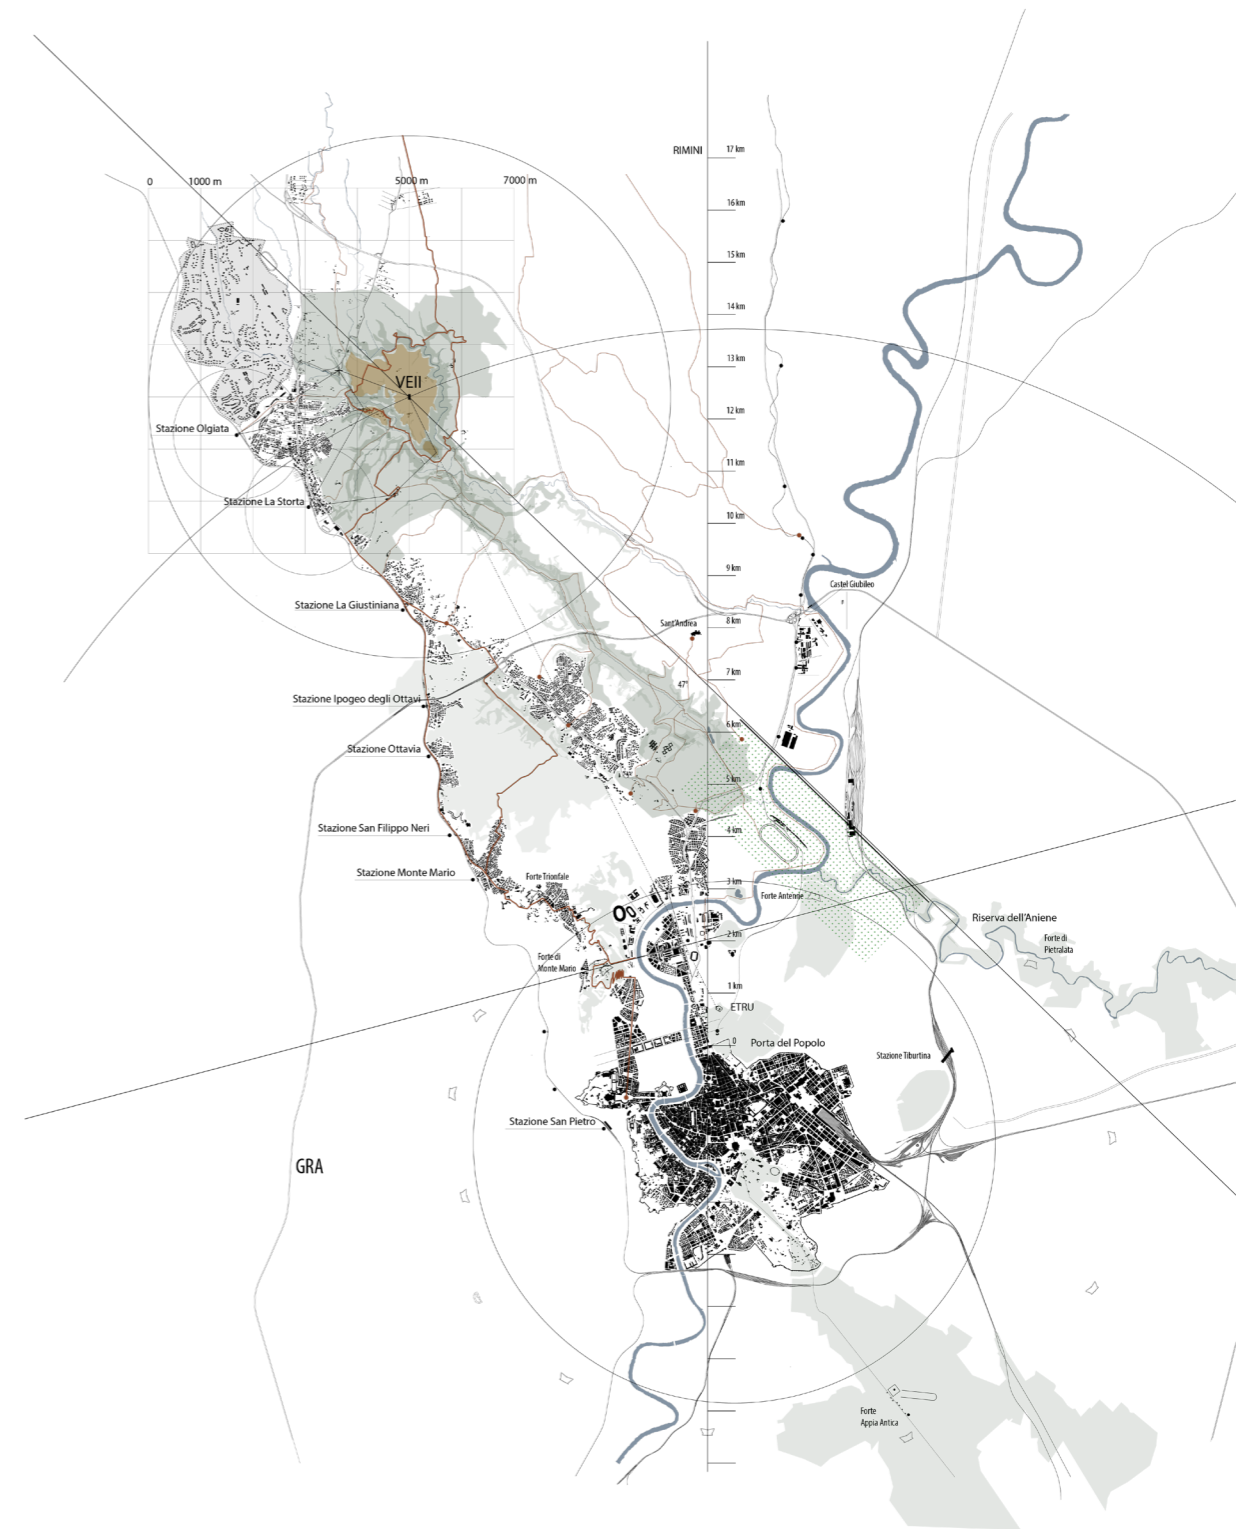 RIMINI
17 km
0
1000 m
5000 m
7000 m
16 km
15 km
14 km
13 km
VEII
12 km
Stazione Olgiata
11 km
Stazione La Storta
10 km
9 km
Castel Giubileo
F
Stazione La Giustiniana
Sant'Andrea
8 km
7 km
47°
Stazione Ipogeo degli Ottavi
6 km
Stazione Ottavia
5 km
Stazione San Filippo Neri
4 km
Stazione Monte Mario
Forte Trionfale
3 km
Forte Antenne
Riserva dell'Aniene
2 km
Forte di
Pietralata
Forte di
Monte Mario
1 km
ETRU
0
Porta del Popolo
Stazione Tiburtina
Stazione San Pietro
GRA
Forte
Appia Antica